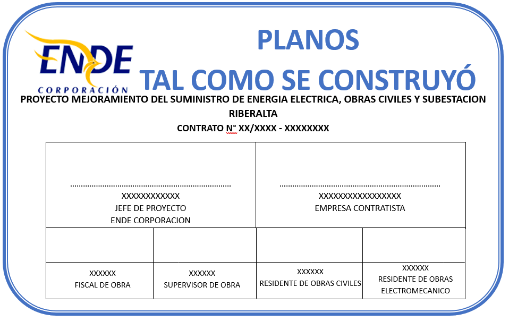 ENDE
CORPORACIÓN
PLANOS
TAL COMO SE CONSTRUYÓ
PROYECTO MEJORAMIENTO DEL SUMINISTRO DE ENERGIA ELECTRICA, OBRAS CIVILES Y SUBESTACION
RIBERALTA
CONTRATO N° XX/XXXX - XXXXXXXX
XXXXXXXXXXXX
JEFE DE PROYECTO
ENDE CORPORACION
XXXXXXXXXXXXXXXXX
EMPRESA CONTRATISTA
XXXXXX
FISCAL DE OBRA
XXXXXX
SUPERVISOR DE OBRA
XXXXXX
RESIDENTE DE OBRAS CIVILES
XXXXXX
RESIDENTE DE OBRAS
ELECTROMECANICO